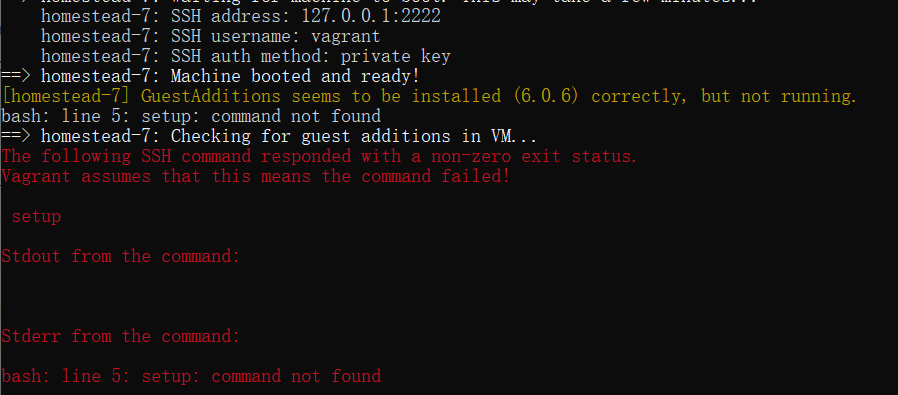 homestead-7: SSH address: 127.0.0.1:2222
homestead-7: SSH username: vagrant
homestead-7: SSH auth method: private key
==> homestead-7: Machine booted and ready!
[homestead-7] GuestAdditions seems to be installed (6.0.6) correctly, but not running.
bash: line 5: setup: command not found
==> homestead-7: Checking for guest additions in VM...
The following SSH command responded with a non-zero exit status.
Vagrant assumes that this means the command failed!
setup
Stdout from the command:
Stderr from the command:
bash: line 5: setup: command not found